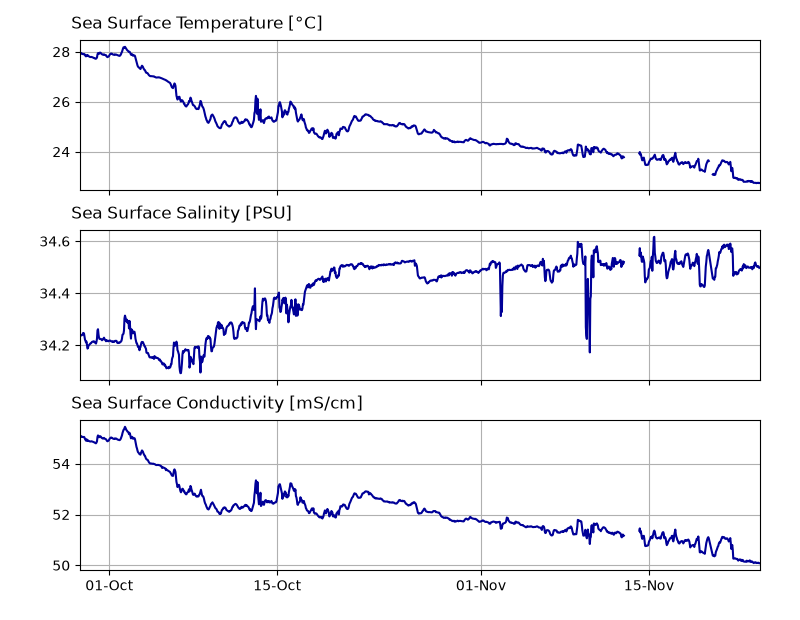 Sea Surface Temperature [°C]
28
26
24
Sea Surface Salinity [PSU]
34.6
34.4
34.2
Sea Surface Conductivity [mS/cm]
54
52
50
01-Oct 15-Oct 01-Nov 15-Nov